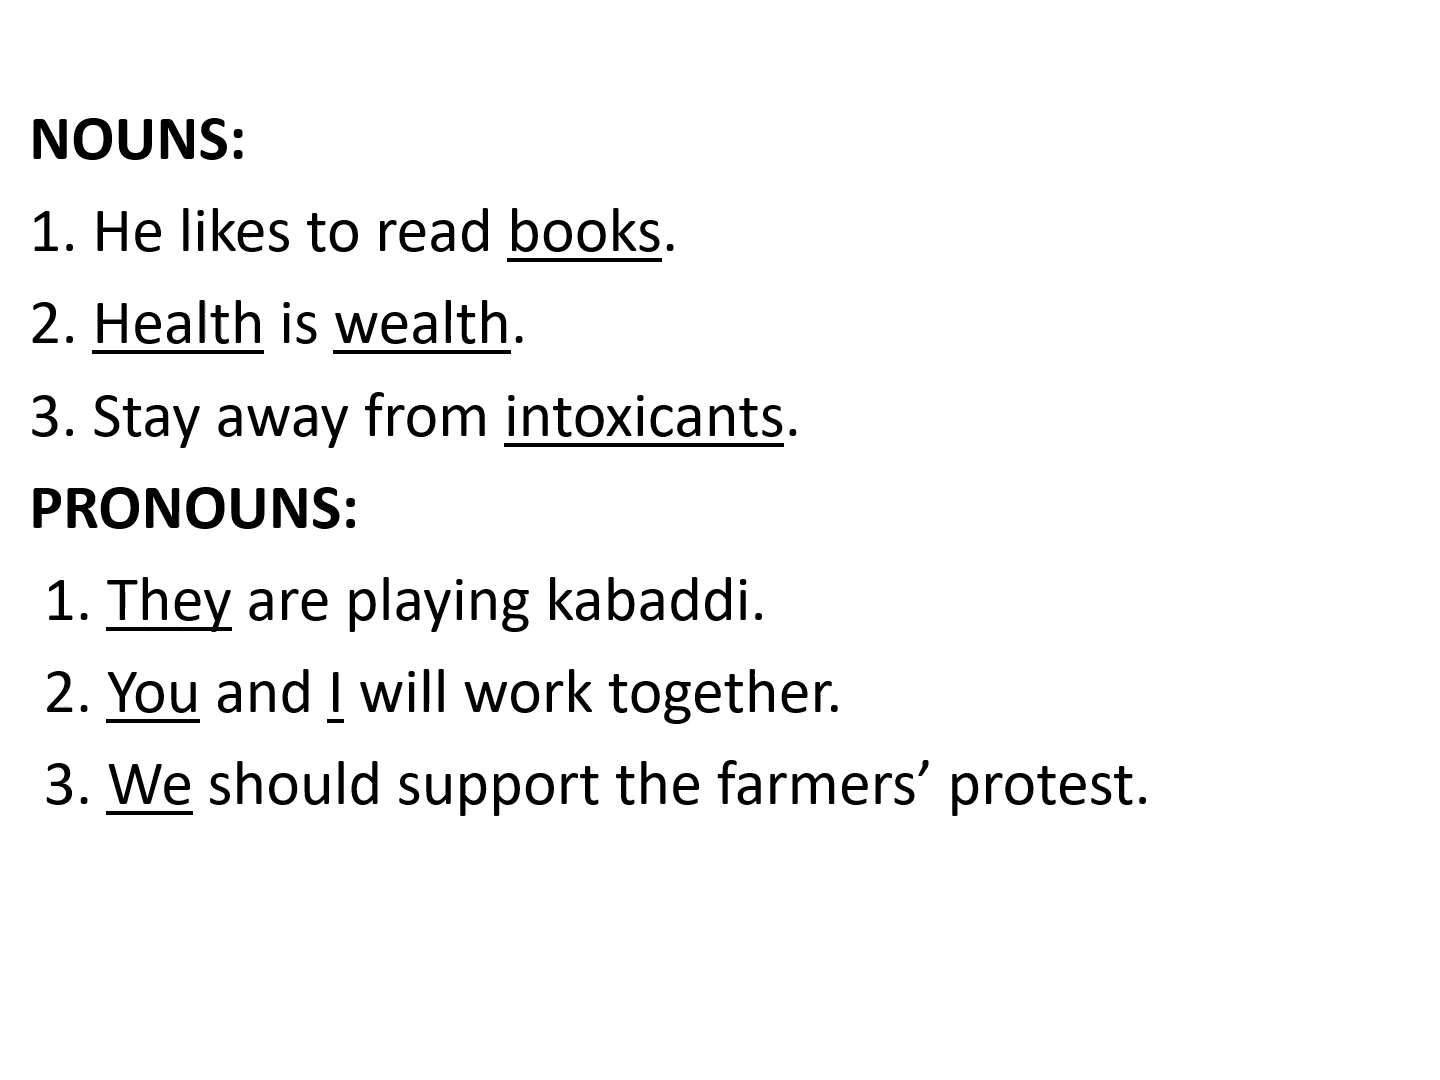 NOUNS:
1. He likes to read books.
2. Health is wealth.
3. Stay away from intoxicants.
PRONOUNS:
1. They are playing kabaddi.
2. You and I will work together.
3. We should support the farmers’ protest.